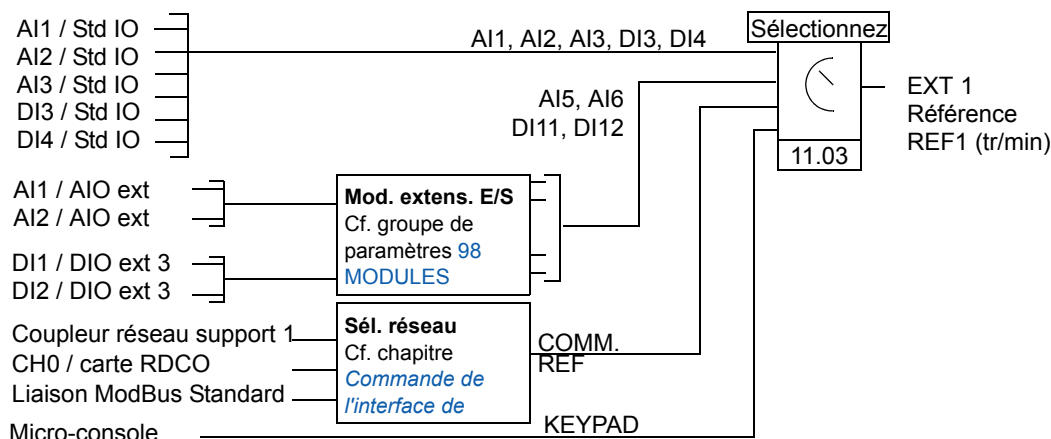 AI1 / Std IO
AI2 / Std IO
AI3 / Std IO
DI3 / Std IO
DI4 / Std IO
AI1, AI2, AI3, DI3, DI4
Sélectionnez
11.03
EXT 1
Référence
REF1 (tr/min)
AI5, AI6
DI11, DI12
AI1 / AIO ext
AI2 / AIO ext
DI1 / DIO ext 3
DI2 / DIO ext 3
Mod. extens. E/S
Cf. groupe de
paramètres 98
MODULES
Coupleur réseau support 1
CH0 / carte RDCO
Liaison ModBus Standard
Sél. réseau
Cf. chapitre
Commande de
l'interface de
COMM.
REF
Micro-console
KEYPAD